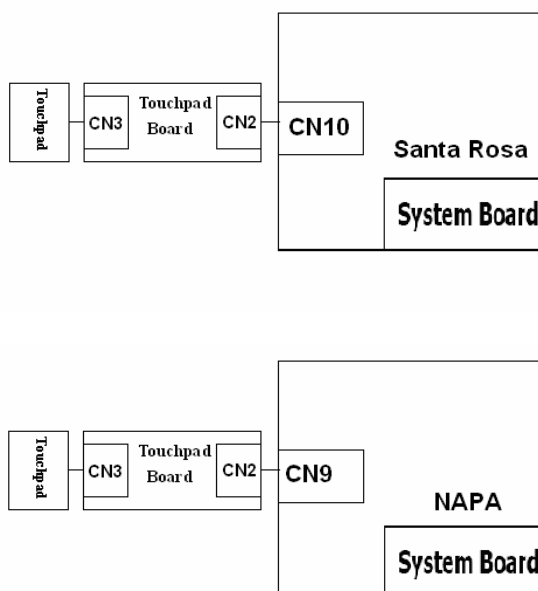 Touchpad
CN3
Touchpad
Board
CN2
CN10
Santa Rosa
System Board
Touchpad
CN3
Touchpad
Board
CN2
CN9
NAPA
System Board